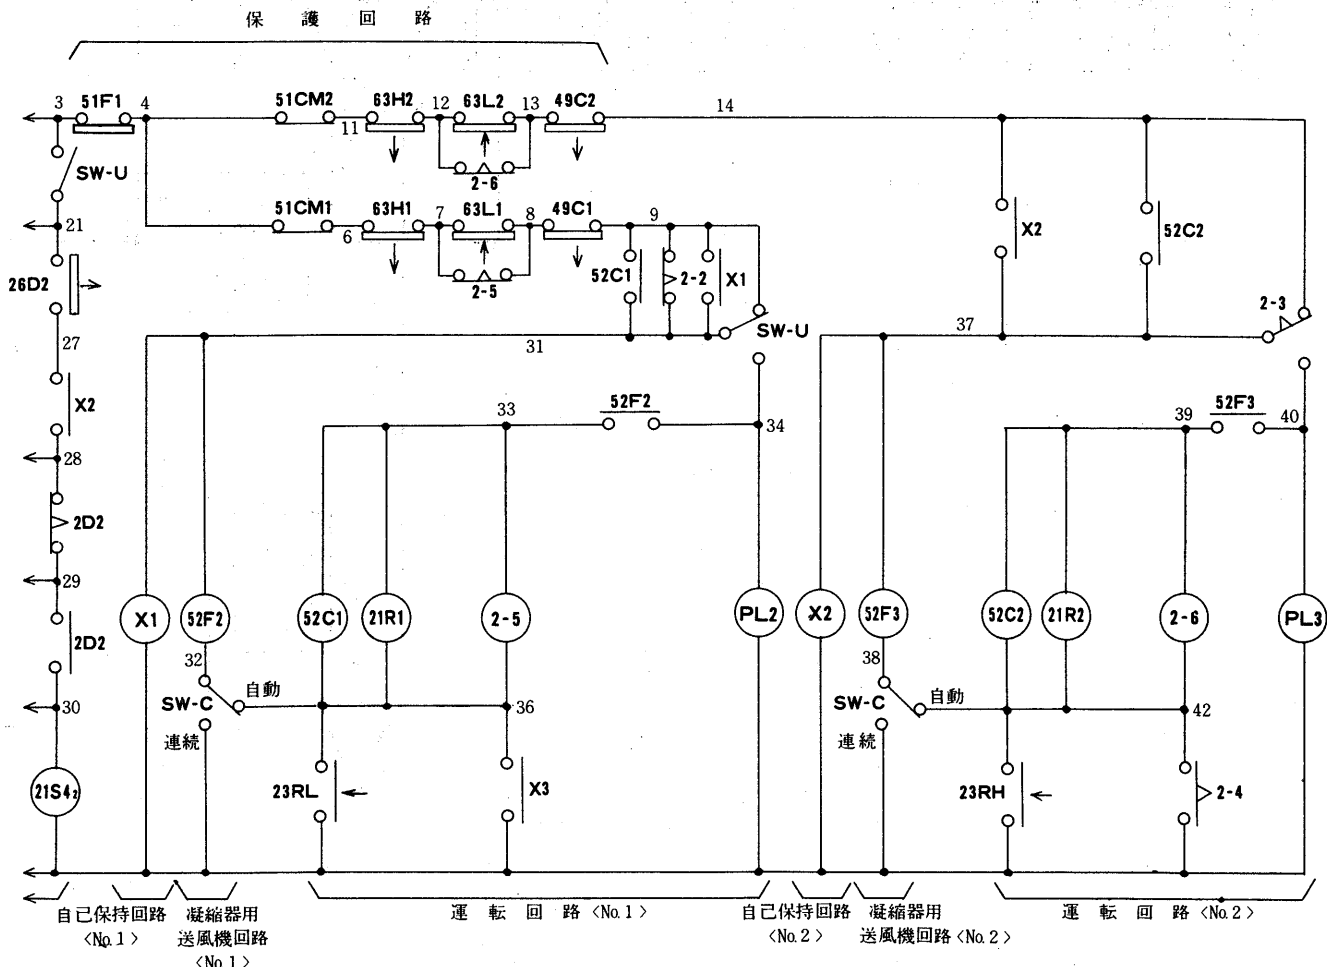 保 護 回 路
3 51F1 4 51CM2 11 63H2 12 63L2 13 49C2 14
SW-U 2-6
21 51CM1 6 63H1 7 63L1 8 49C1 9
26D2 2-5 52C1 2-2 X1 X2 52C2
27 31 SW-U 37 2-3
X2 33 52F2 34 39 52F3 40
28
2D2
29
X1 52F2 52C1 21R1 2-5 PL2 X2 52F3 52C2 21R2 2-6 PL3
2D2 32 38
30 SW-C 自動 36 SW-C 自動 42
連続 連続
21S4₂ 23RL X3 23RH 2-4
自己保持回路 凝縮器用 運 転 回 路〈No.1〉 自己保持回路 凝縮器用 運 転 回 路〈No.2〉
〈No.1〉 送風機回路 〈No.2〉 送風機回路〈No.2〉
〈No.1〉